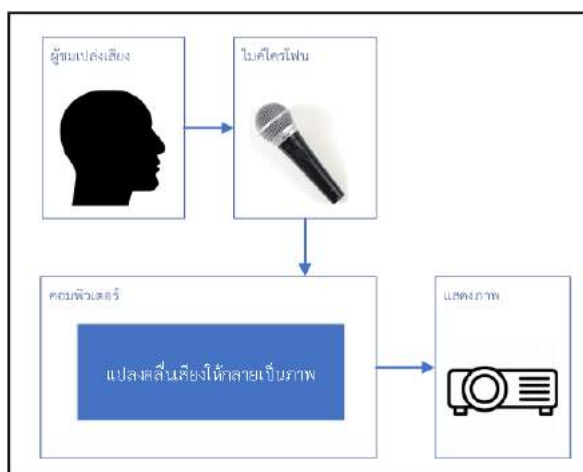 ผู้ชมเปล่งเสียง
ไมค์โครโฟน
คอมพิวเตอร์
แปลงคลื่นเสียงให้กลายเป็นภาพ
แสดงภาพ